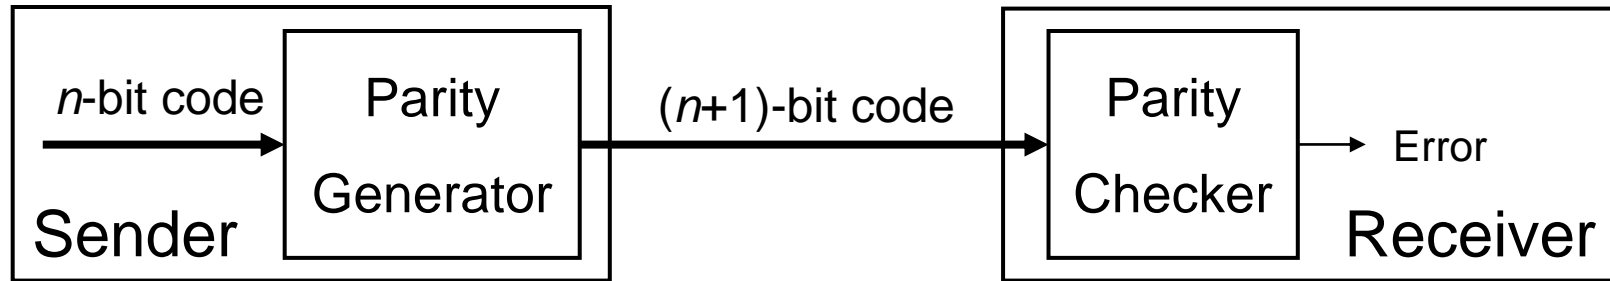 n-bit code
Parity
Generator
Sender
(n+1)-bit code
Parity
Checker
Error
Receiver